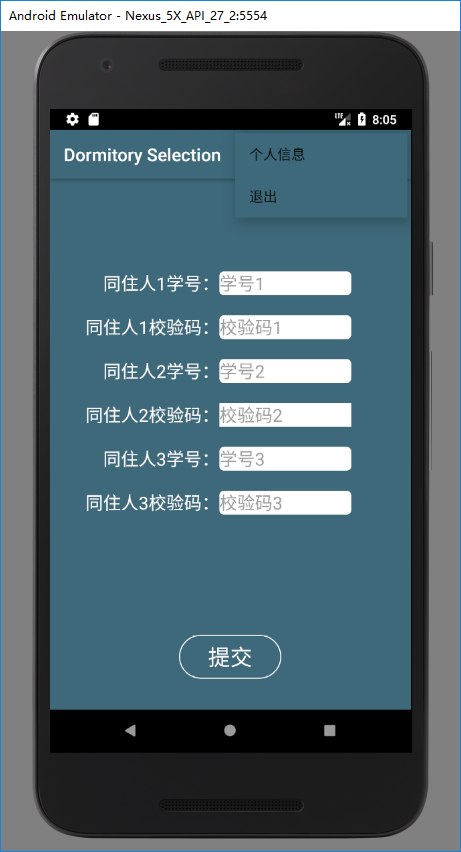 Android Emulator - Nexus_5X_API_27_2:5554
LTE 8:05
Dormitory Selection
个人信息
退出
同住人1学号： 学号1
同住人1校验码： 校验码1
同住人2学号： 学号2
同住人2校验码： 校验码2
同住人3学号： 学号3
同住人3校验码： 校验码3
提交